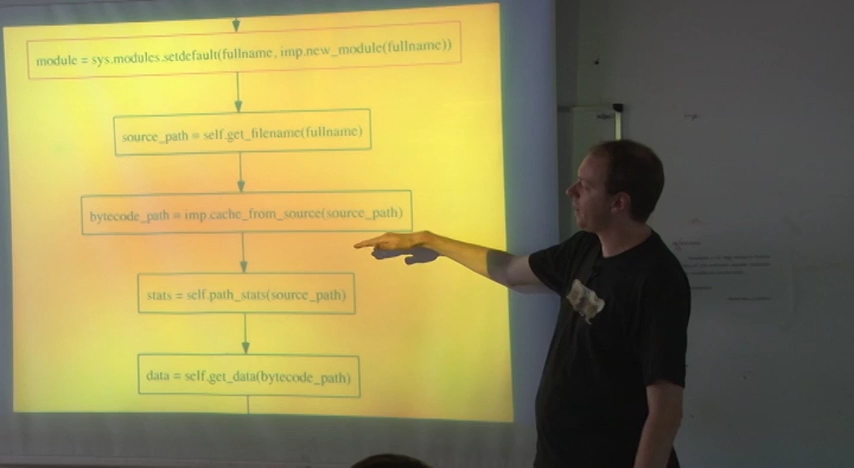 module = sys.modules.setdefault(fullname, imp.new_module(fullname))
source_path = self.get_filename(fullname)
bytecode_path = imp.cache_from_source(source_path)
stats = self.path_stats(source_path)
data = self.get_data(bytecode_path)